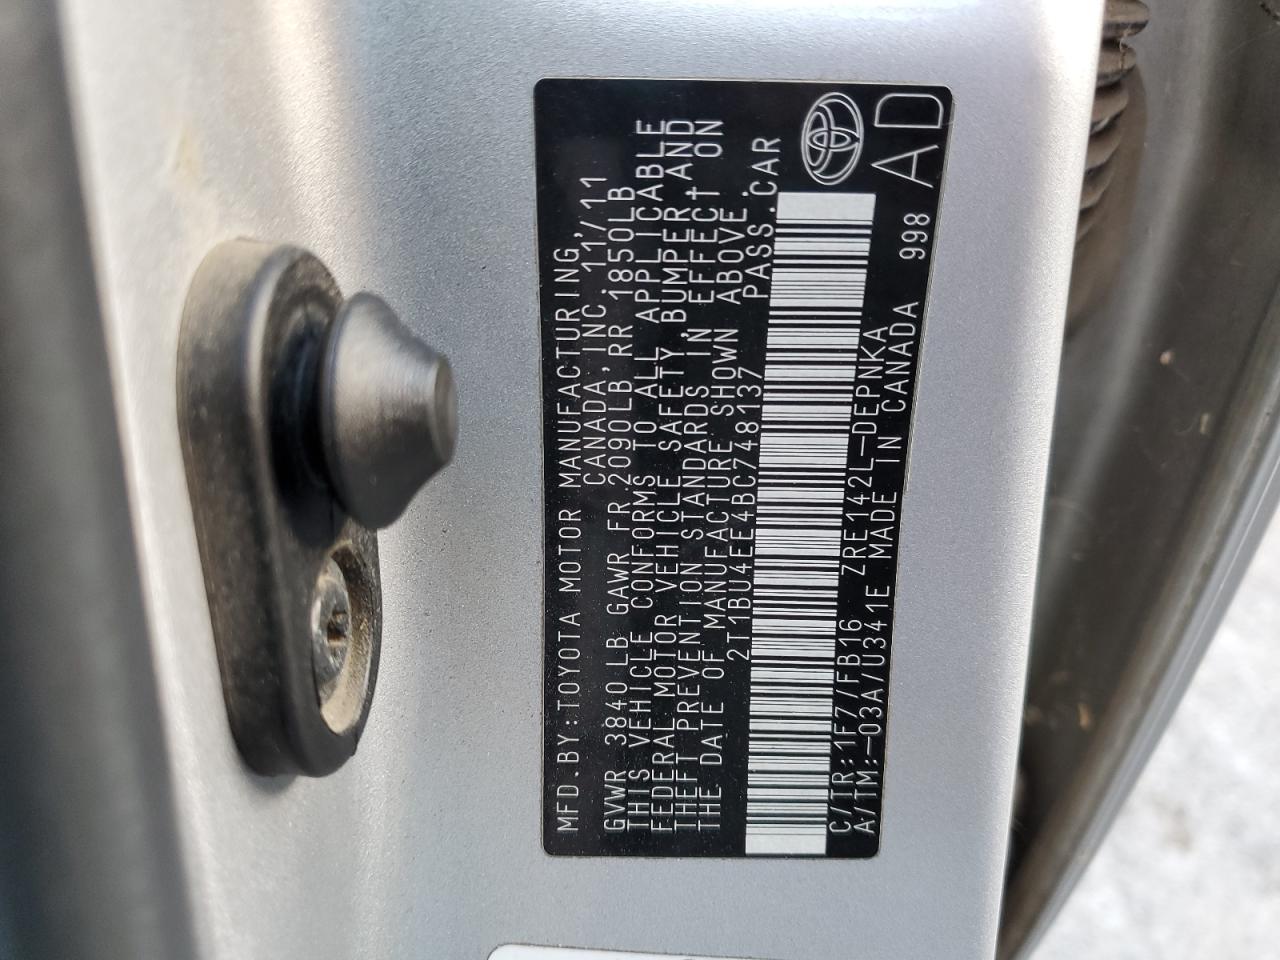 MFD.BY:TOYOTA MOTOR MANUFACTURING,
CANADA,INC. 11/11
GVWR 3840LB GAWR FR 2090LB,RR 1850LB
THIS VEHICLE CONFORMS TO ALL APPLICABLE
FEDERAL MOTOR VEHICLE SAFETY,BUMPER,AND
THEFT PREVENTION STANDARDS IN EFFECT ON
THE DATE OF MANUFACTURE SHOWN ABOVE.
2T1BU4EE4BC748137 PASS.CAR
C/TR:1F7/FB16 ZRE142L-DEPNKA
A/TM:-03A/U341E MADE IN CANADA 998
AD